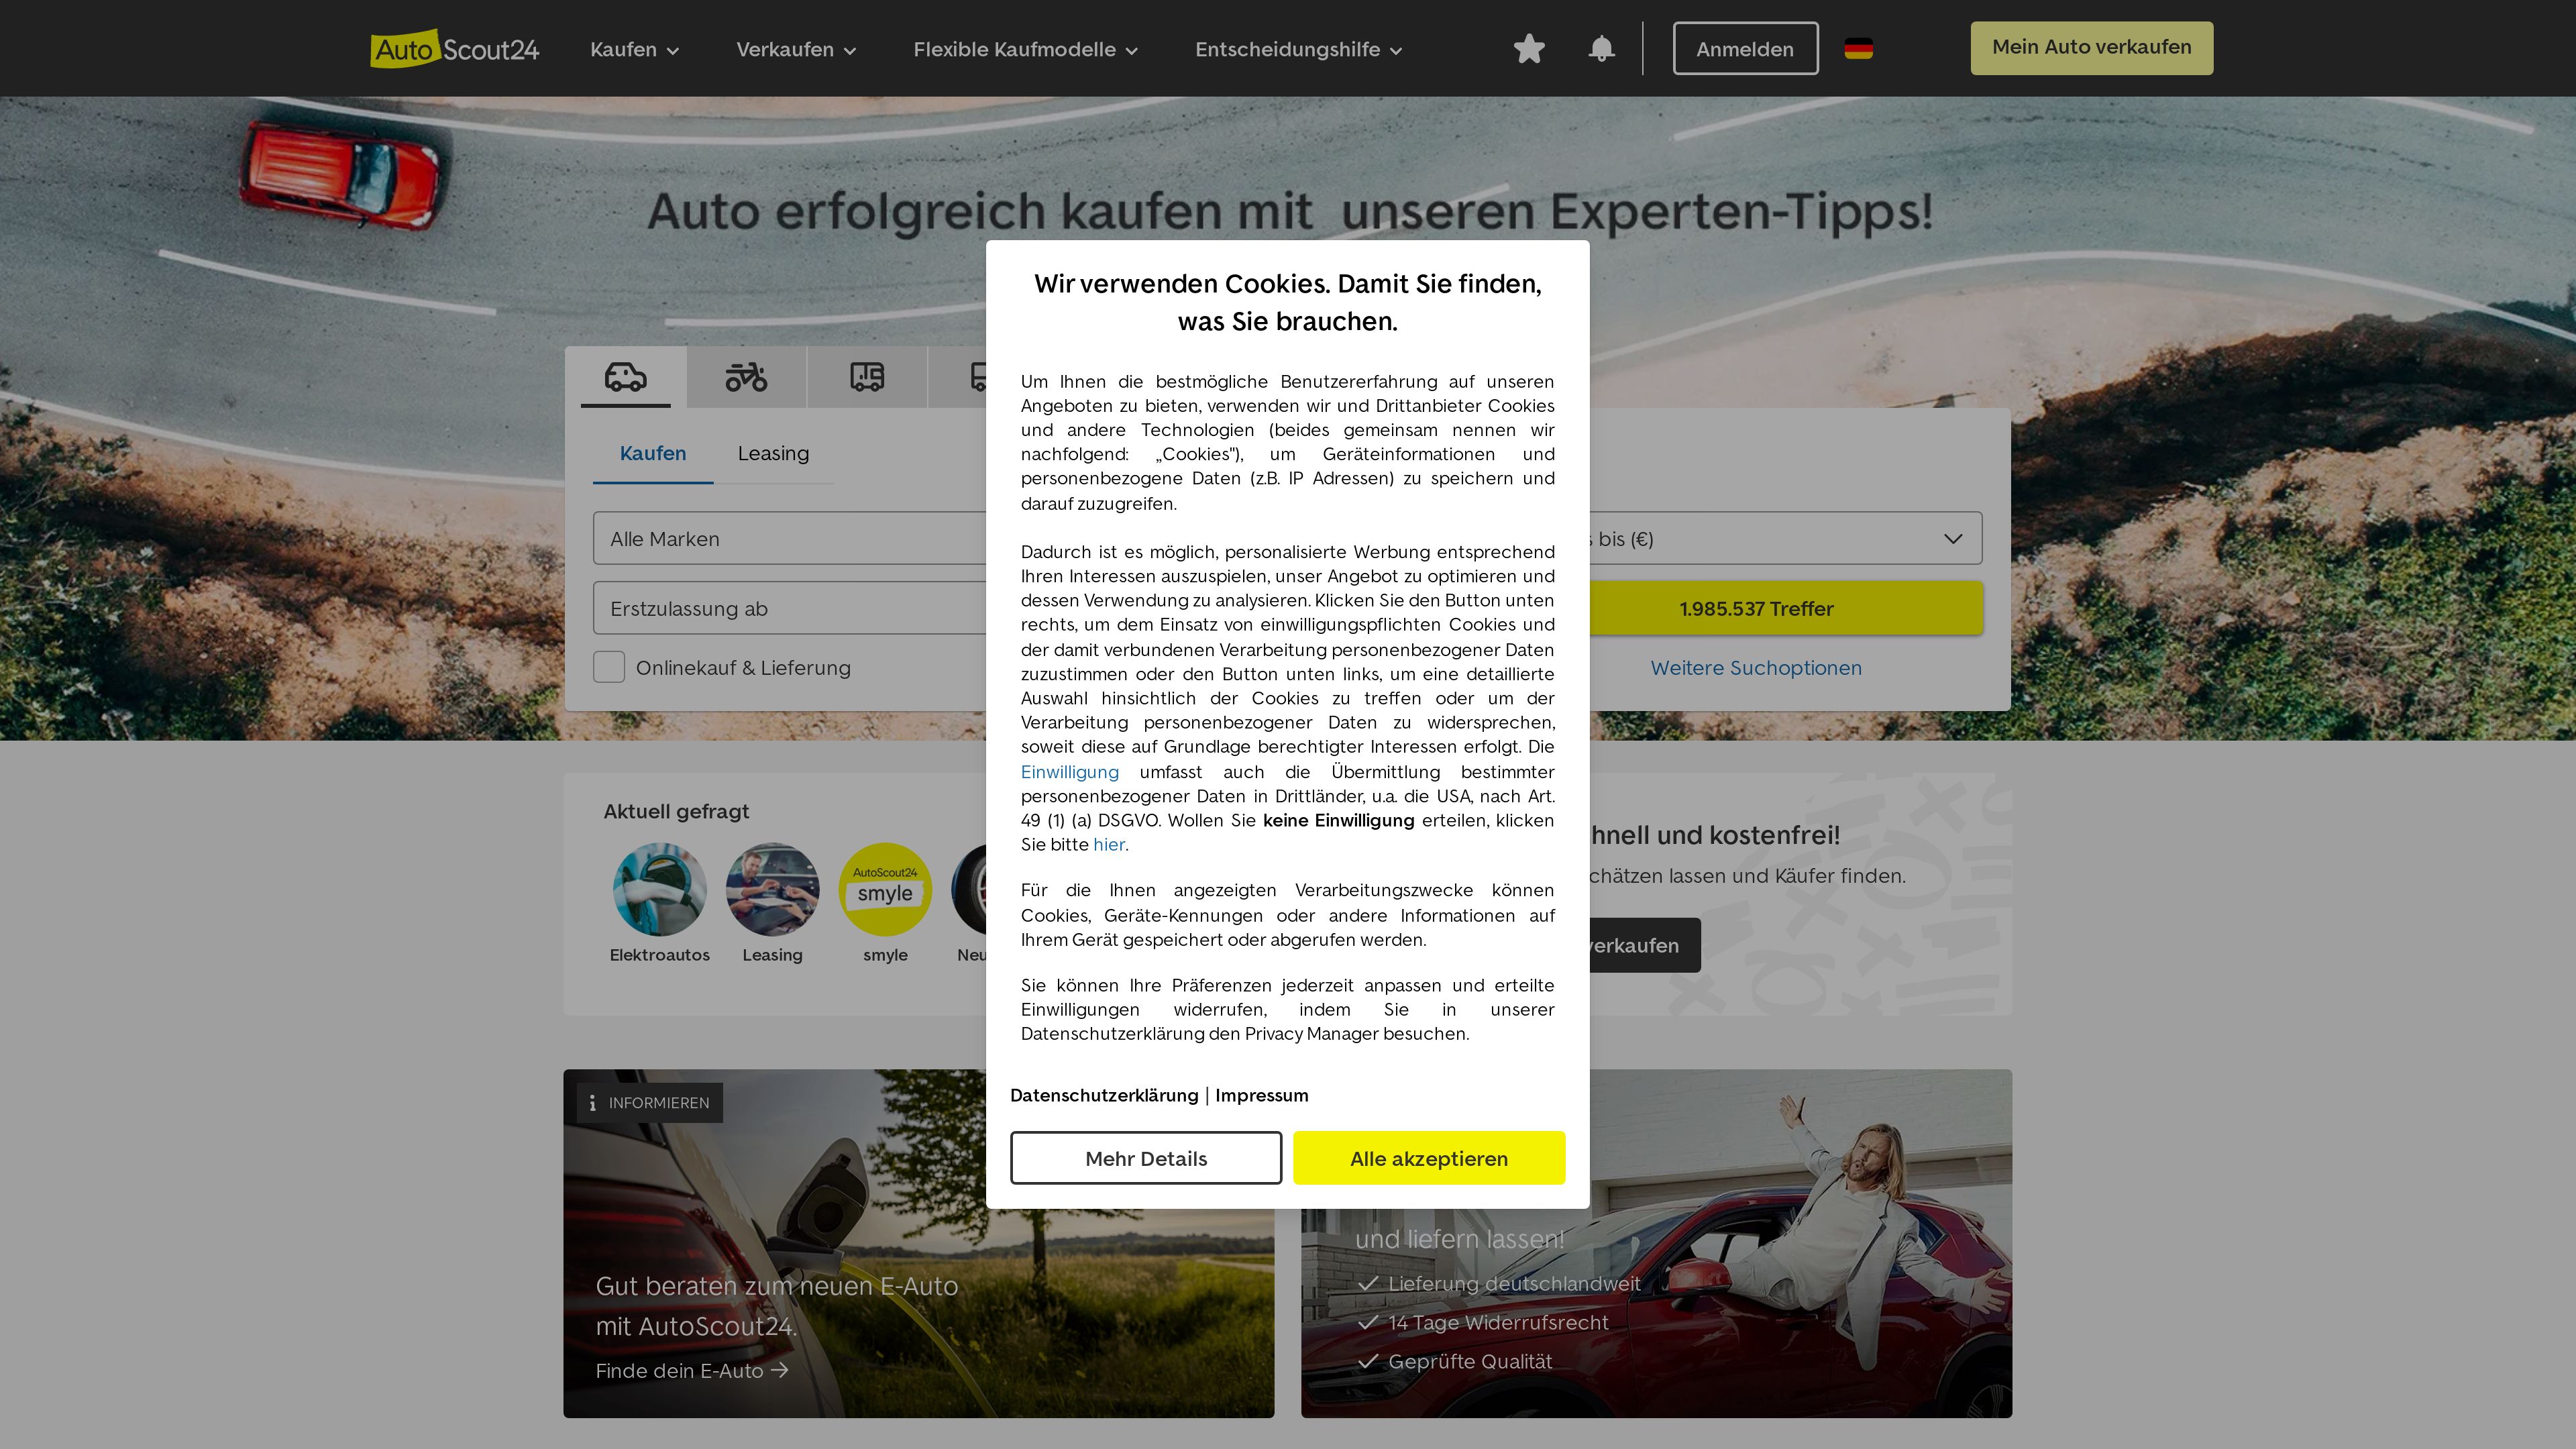 AutoScout24
Kaufen
Verkaufen
Flexible Kaufmodelle
Entscheidungshilfe
Anmelden
Mein Auto verkaufen
Auto erfolgreich kaufen mit unseren Experten-Tipps!
Kaufen
Leasing
Alle Marken
Erstzulassung ab
Onlinekauf & Lieferung
bis (€)
1.985.537 Treffer
Weitere Suchoptionen
Wir verwenden Cookies. Damit Sie finden,
was Sie brauchen.
Um Ihnen die bestmögliche Benutzererfahrung auf unseren
Angeboten zu bieten, verwenden wir und Drittanbieter Cookies
und andere Technologien (beides gemeinsam nennen wir
nachfolgend: „Cookies"), um Geräteinformationen und
personenbezogene Daten (z.B. IP Adressen) zu speichern und
darauf zuzugreifen.
Dadurch ist es möglich, personalisierte Werbung entsprechend
Ihren Interessen auszuspielen, unser Angebot zu optimieren und
dessen Verwendung zu analysieren. Klicken Sie den Button unten
rechts, um dem Einsatz von einwilligungspflichten Cookies und
der damit verbundenen Verarbeitung personenbezogener Daten
zuzustimmen oder den Button unten links, um eine detaillierte
Auswahl hinsichtlich der Cookies zu treffen oder um der
Verarbeitung personenbezogener Daten zu widersprechen,
soweit diese auf Grundlage berechtigter Interessen erfolgt. Die
Einwilligung umfasst auch die Übermittlung bestimmter
personenbezogener Daten in Drittländer, u.a. die USA, nach Art.
49 (1) (a) DSGVO. Wollen Sie keine Einwilligung erteilen, klicken
Sie bitte hier.
Für die Ihnen angezeigten Verarbeitungszwecke können
Cookies, Geräte-Kennungen oder andere Informationen auf
Ihrem Gerät gespeichert oder abgerufen werden.
Sie können Ihre Präferenzen jederzeit anpassen und erteilte
Einwilligungen widerrufen, indem Sie in unserer
Datenschutzerklärung den Privacy Manager besuchen.
Datenschutzerklärung | Impressum
Mehr Details
Alle akzeptieren
Aktuell gefragt
AutoScout24
smyle
Elektroautos
Leasing
smyle
Neu
hnell und kostenfrei!
chätzen lassen und Käufer finden.
verkaufen
INFORMIEREN
Gut beraten zum neuen E-Auto
mit AutoScout24.
Finde dein E-Auto →
und liefern lassen!
Lieferung deutschlandweit
14 Tage Widerrufsrecht
Geprüfte Qualität